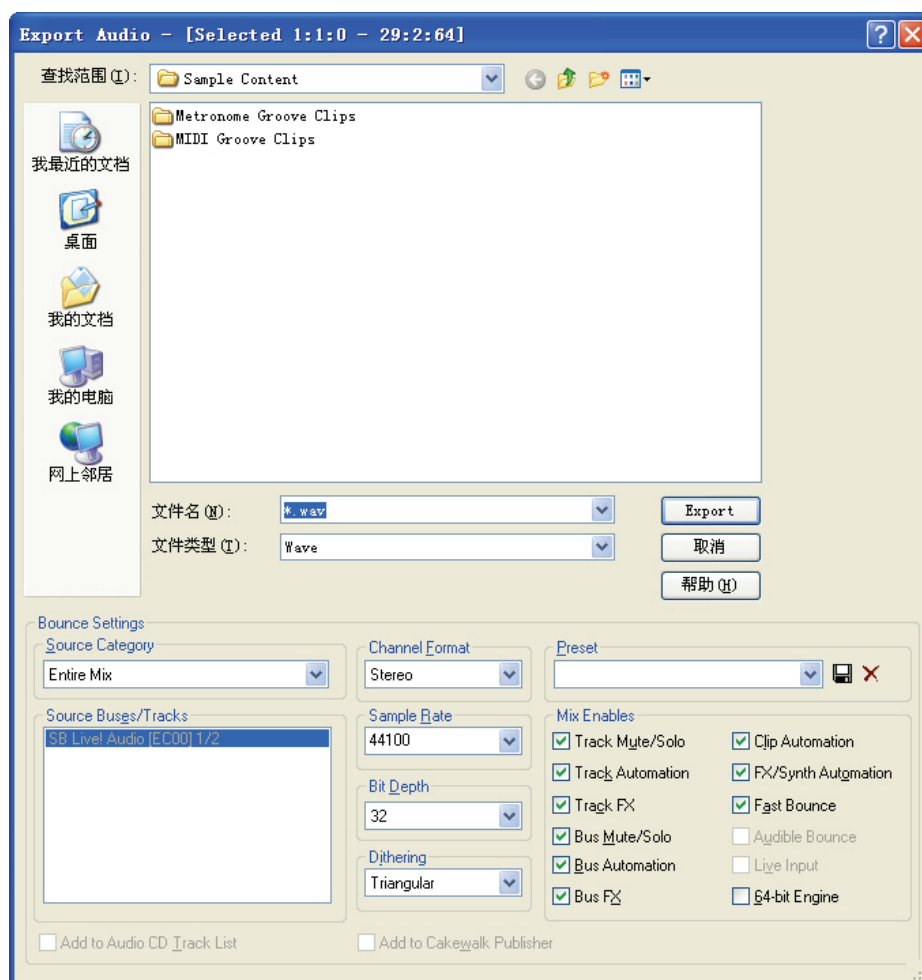 Export Audio - [Selected 1:1:0 - 29:2:64]
查找范围(I):
Sample Content
Metronome Groove Clips
MIDI Groove Clips
我最近的文档
桌面
我的文档
我的电脑
网上邻居
文件名(N):
*.wav
Export
文件类型(T):
Wave
取消
帮助(H)
Bounce Settings
Source Category
Entire Mix
Channel Format
Stereo
Preset
Source Buses/Tracks
SB Live! Audio [EC00] 1/2
Sample Rate
44100
Bit Depth
32
Dithering
Triangular
Mix Enables
Track Mute/Solo
Clip Automation
Track Automation
FX/Synth Automation
Track FX
Fast Bounce
Bus Mute/Solo
Audible Bounce
Bus Automation
Live Input
Bus FX
64-bit Engine
Add to Audio CD Track List
Add to Cakewalk Publisher